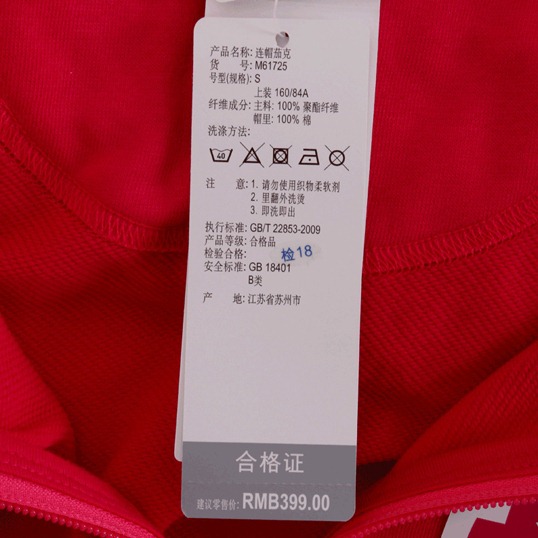 产品名称: 连帽茄克
货 号: M61725
号型(规格): S
上装 160/84A
纤维成分: 主料: 100% 聚酯纤维
帽里: 100% 棉
洗涤方法:
40
注 意: 1. 请勿使用织物柔软剂
2. 里翻外洗烫
3. 即洗即出
执行标准: GB/T 22853-2009
产品等级: 合格品
检验合格: 检18
安全标准: GB 18401
B类
产 地: 江苏省苏州市
合格证
建议零售价: RMB399.00